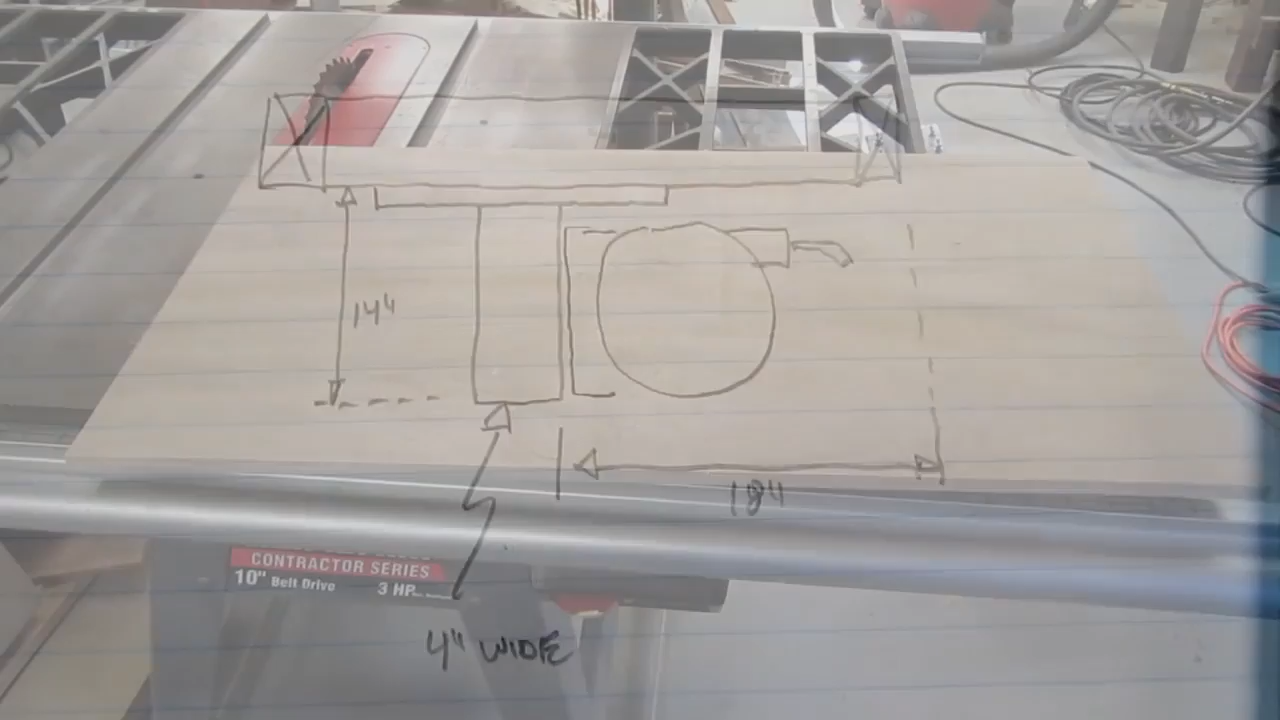 14"
18"
CONTRACTOR SERIES
10" Belt Drive 3 HP
4" WIDE